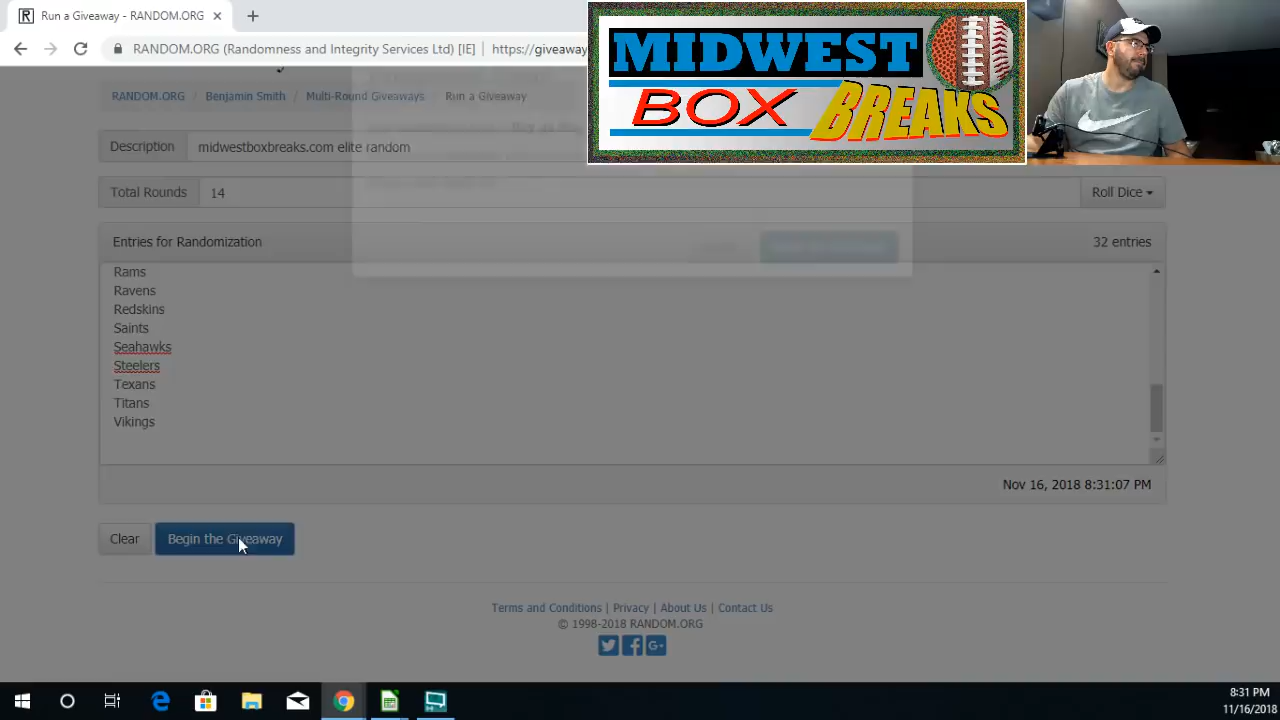 Run a Giveaway - RANDOM.ORG
RANDOM.ORG (Randomness and Integrity Services Ltd) [IE] | https://giveaway
MIDWEST
BOX BREAKS
RANDOM.ORG / Benjamin Smith / Multi-Round Giveaways / Run a Giveaway
Description midwestboxbreaks.com elite random
Total Rounds 14 Roll Dice
Entries for Randomization 32 entries
Rams
Ravens
Redskins
Saints
Seahawks
Steelers
Texans
Titans
Vikings
Nov 16, 2018 8:31:07 PM
Clear Begin the Giveaway
Terms and Conditions | Privacy | About Us | Contact Us
© 1998-2018 RANDOM.ORG
8:31 PM
11/16/2018